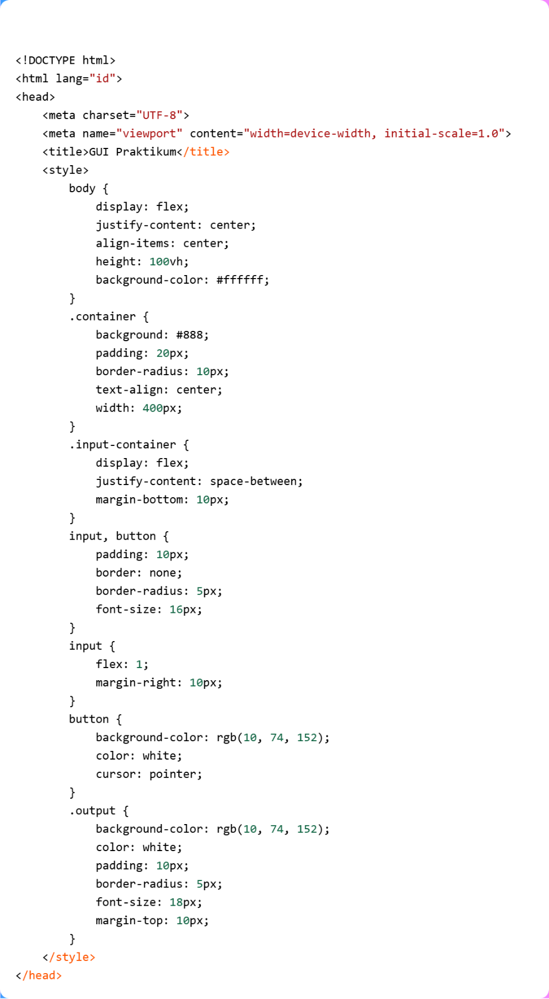 <!DOCTYPE html>
<html lang="id">
<head>
    <meta charset="UTF-8">
    <meta name="viewport" content="width=device-width, initial-scale=1.0">
    <title>GUI Praktikum</title>
    <style>
        body {
            display: flex;
            justify-content: center;
            align-items: center;
            height: 100vh;
            background-color: #ffffff;
        }
        .container {
            background: #888;
            padding: 20px;
            border-radius: 10px;
            text-align: center;
            width: 400px;
        }
        .input-container {
            display: flex;
            justify-content: space-between;
            margin-bottom: 10px;
        }
        input, button {
            padding: 10px;
            border: none;
            border-radius: 5px;
            font-size: 16px;
        }
        input {
            flex: 1;
            margin-right: 10px;
        }
        button {
            background-color: rgb(10, 74, 152);
            color: white;
            cursor: pointer;
        }
        .output {
            background-color: rgb(10, 74, 152);
            color: white;
            padding: 10px;
            border-radius: 5px;
            font-size: 18px;
            margin-top: 10px;
        }
    </style>
</head>